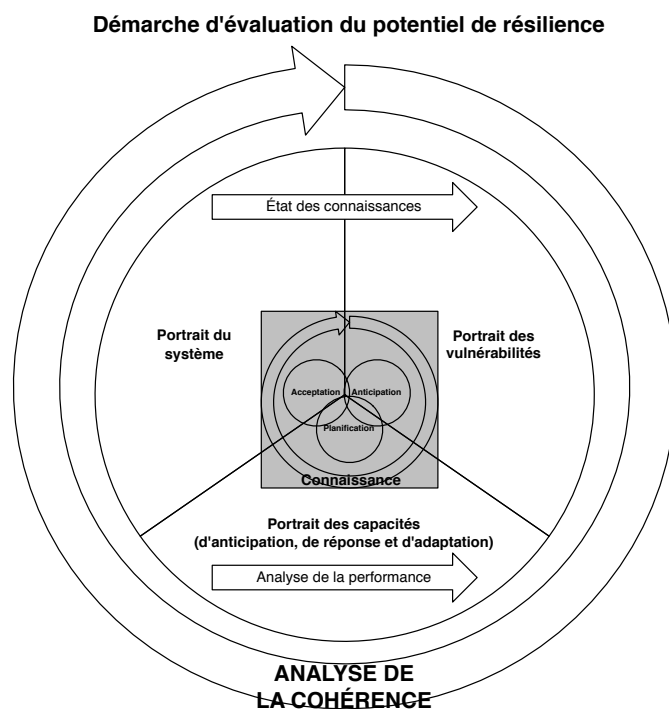 Démarche d'évaluation du potentiel de résilience
État des connaissances
Portrait du
système
Portrait des
vulnérabilités
Acceptation
Anticipation
Planification
Connaissance
Portrait des capacités
(d'anticipation, de réponse et d'adaptation)
Analyse de la performance
ANALYSE DE
LA COHÉRENCE